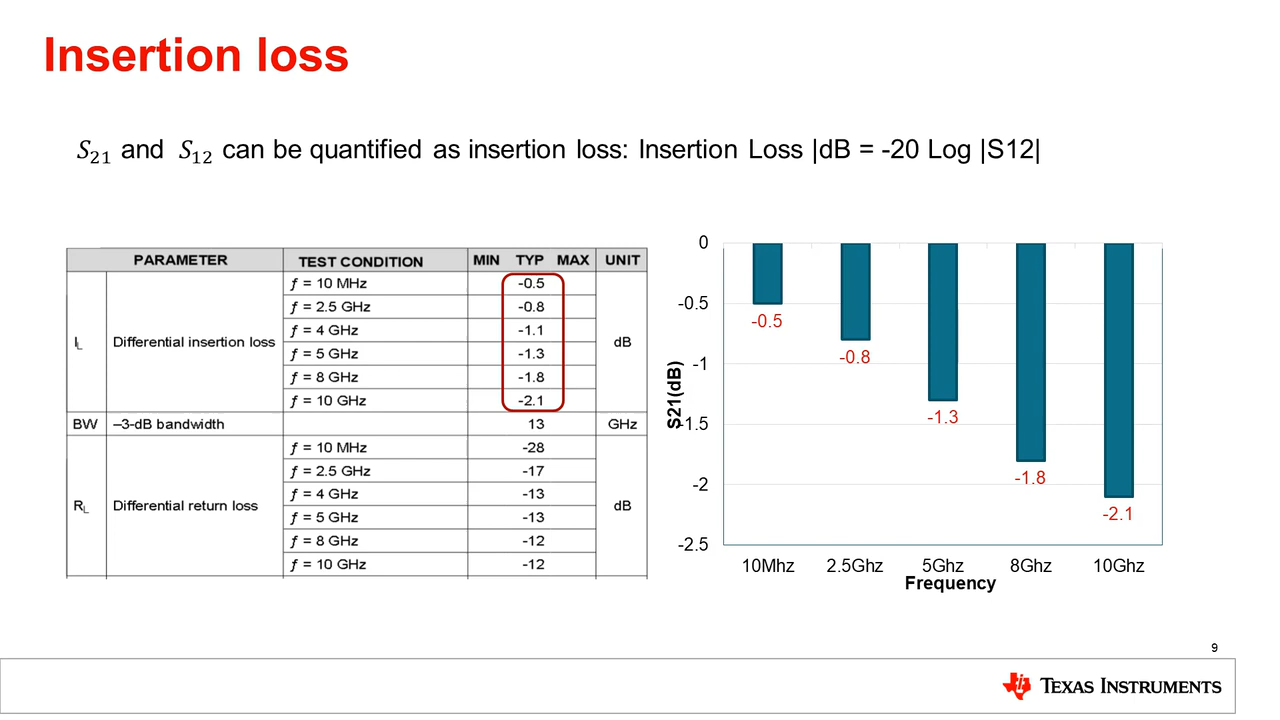 Insertion loss
S21 and S12 can be quantified as insertion loss: Insertion Loss |dB = -20 Log |S12|
PARAMETER TEST CONDITION MIN TYP MAX UNIT
IL Differential insertion loss ƒ = 10 MHz -0.5 dB
ƒ = 2.5 GHz -0.8
ƒ = 4 GHz -1.1
ƒ = 5 GHz -1.3
ƒ = 8 GHz -1.8
ƒ = 10 GHz -2.1
BW –3-dB bandwidth 13 GHz
RL Differential return loss ƒ = 10 MHz -28 dB
ƒ = 2.5 GHz -17
ƒ = 4 GHz -13
ƒ = 5 GHz -13
ƒ = 8 GHz -12
ƒ = 10 GHz -12
S21(dB)
0
-0.5
-1
-1.5
-2
-2.5
-0.5
-0.8
-1.3
-1.8
-2.1
10Mhz 2.5Ghz 5Ghz 8Ghz 10Ghz
Frequency
9
TEXAS INSTRUMENTS